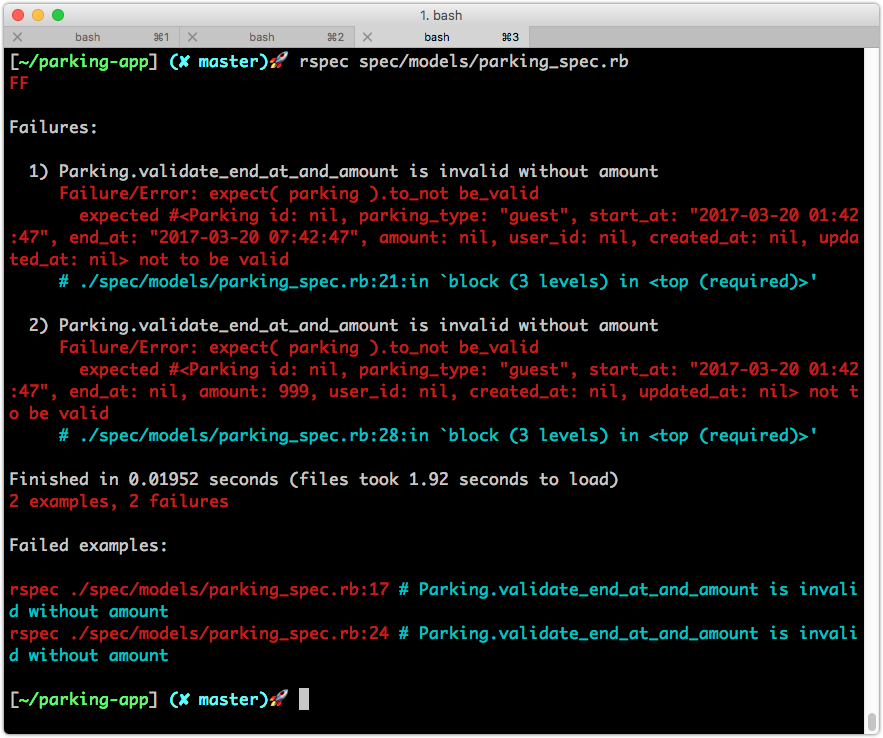 1. bash
bash ⌘1 bash ⌘2 bash ⌘3
[~/parking-app] (✘ master)🚀 rspec spec/models/parking_spec.rb
FF
Failures:
1) Parking.validate_end_at_and_amount is invalid without amount
Failure/Error: expect( parking ).to_not be_valid
expected #<Parking id: nil, parking_type: "guest", start_at: "2017-03-20 01:42
:47", end_at: "2017-03-20 07:42:47", amount: nil, user_id: nil, created_at: nil, upda
ted_at: nil> not to be valid
# ./spec/models/parking_spec.rb:21:in `block (3 levels) in <top (required)>'
2) Parking.validate_end_at_and_amount is invalid without amount
Failure/Error: expect( parking ).to_not be_valid
expected #<Parking id: nil, parking_type: "guest", start_at: "2017-03-20 01:42
:47", end_at: nil, amount: 999, user_id: nil, created_at: nil, updated_at: nil> not t
o be valid
# ./spec/models/parking_spec.rb:28:in `block (3 levels) in <top (required)>'
Finished in 0.01952 seconds (files took 1.92 seconds to load)
2 examples, 2 failures
Failed examples:
rspec ./spec/models/parking_spec.rb:17 # Parking.validate_end_at_and_amount is invali
d without amount
rspec ./spec/models/parking_spec.rb:24 # Parking.validate_end_at_and_amount is invali
d without amount
[~/parking-app] (✘ master)🚀